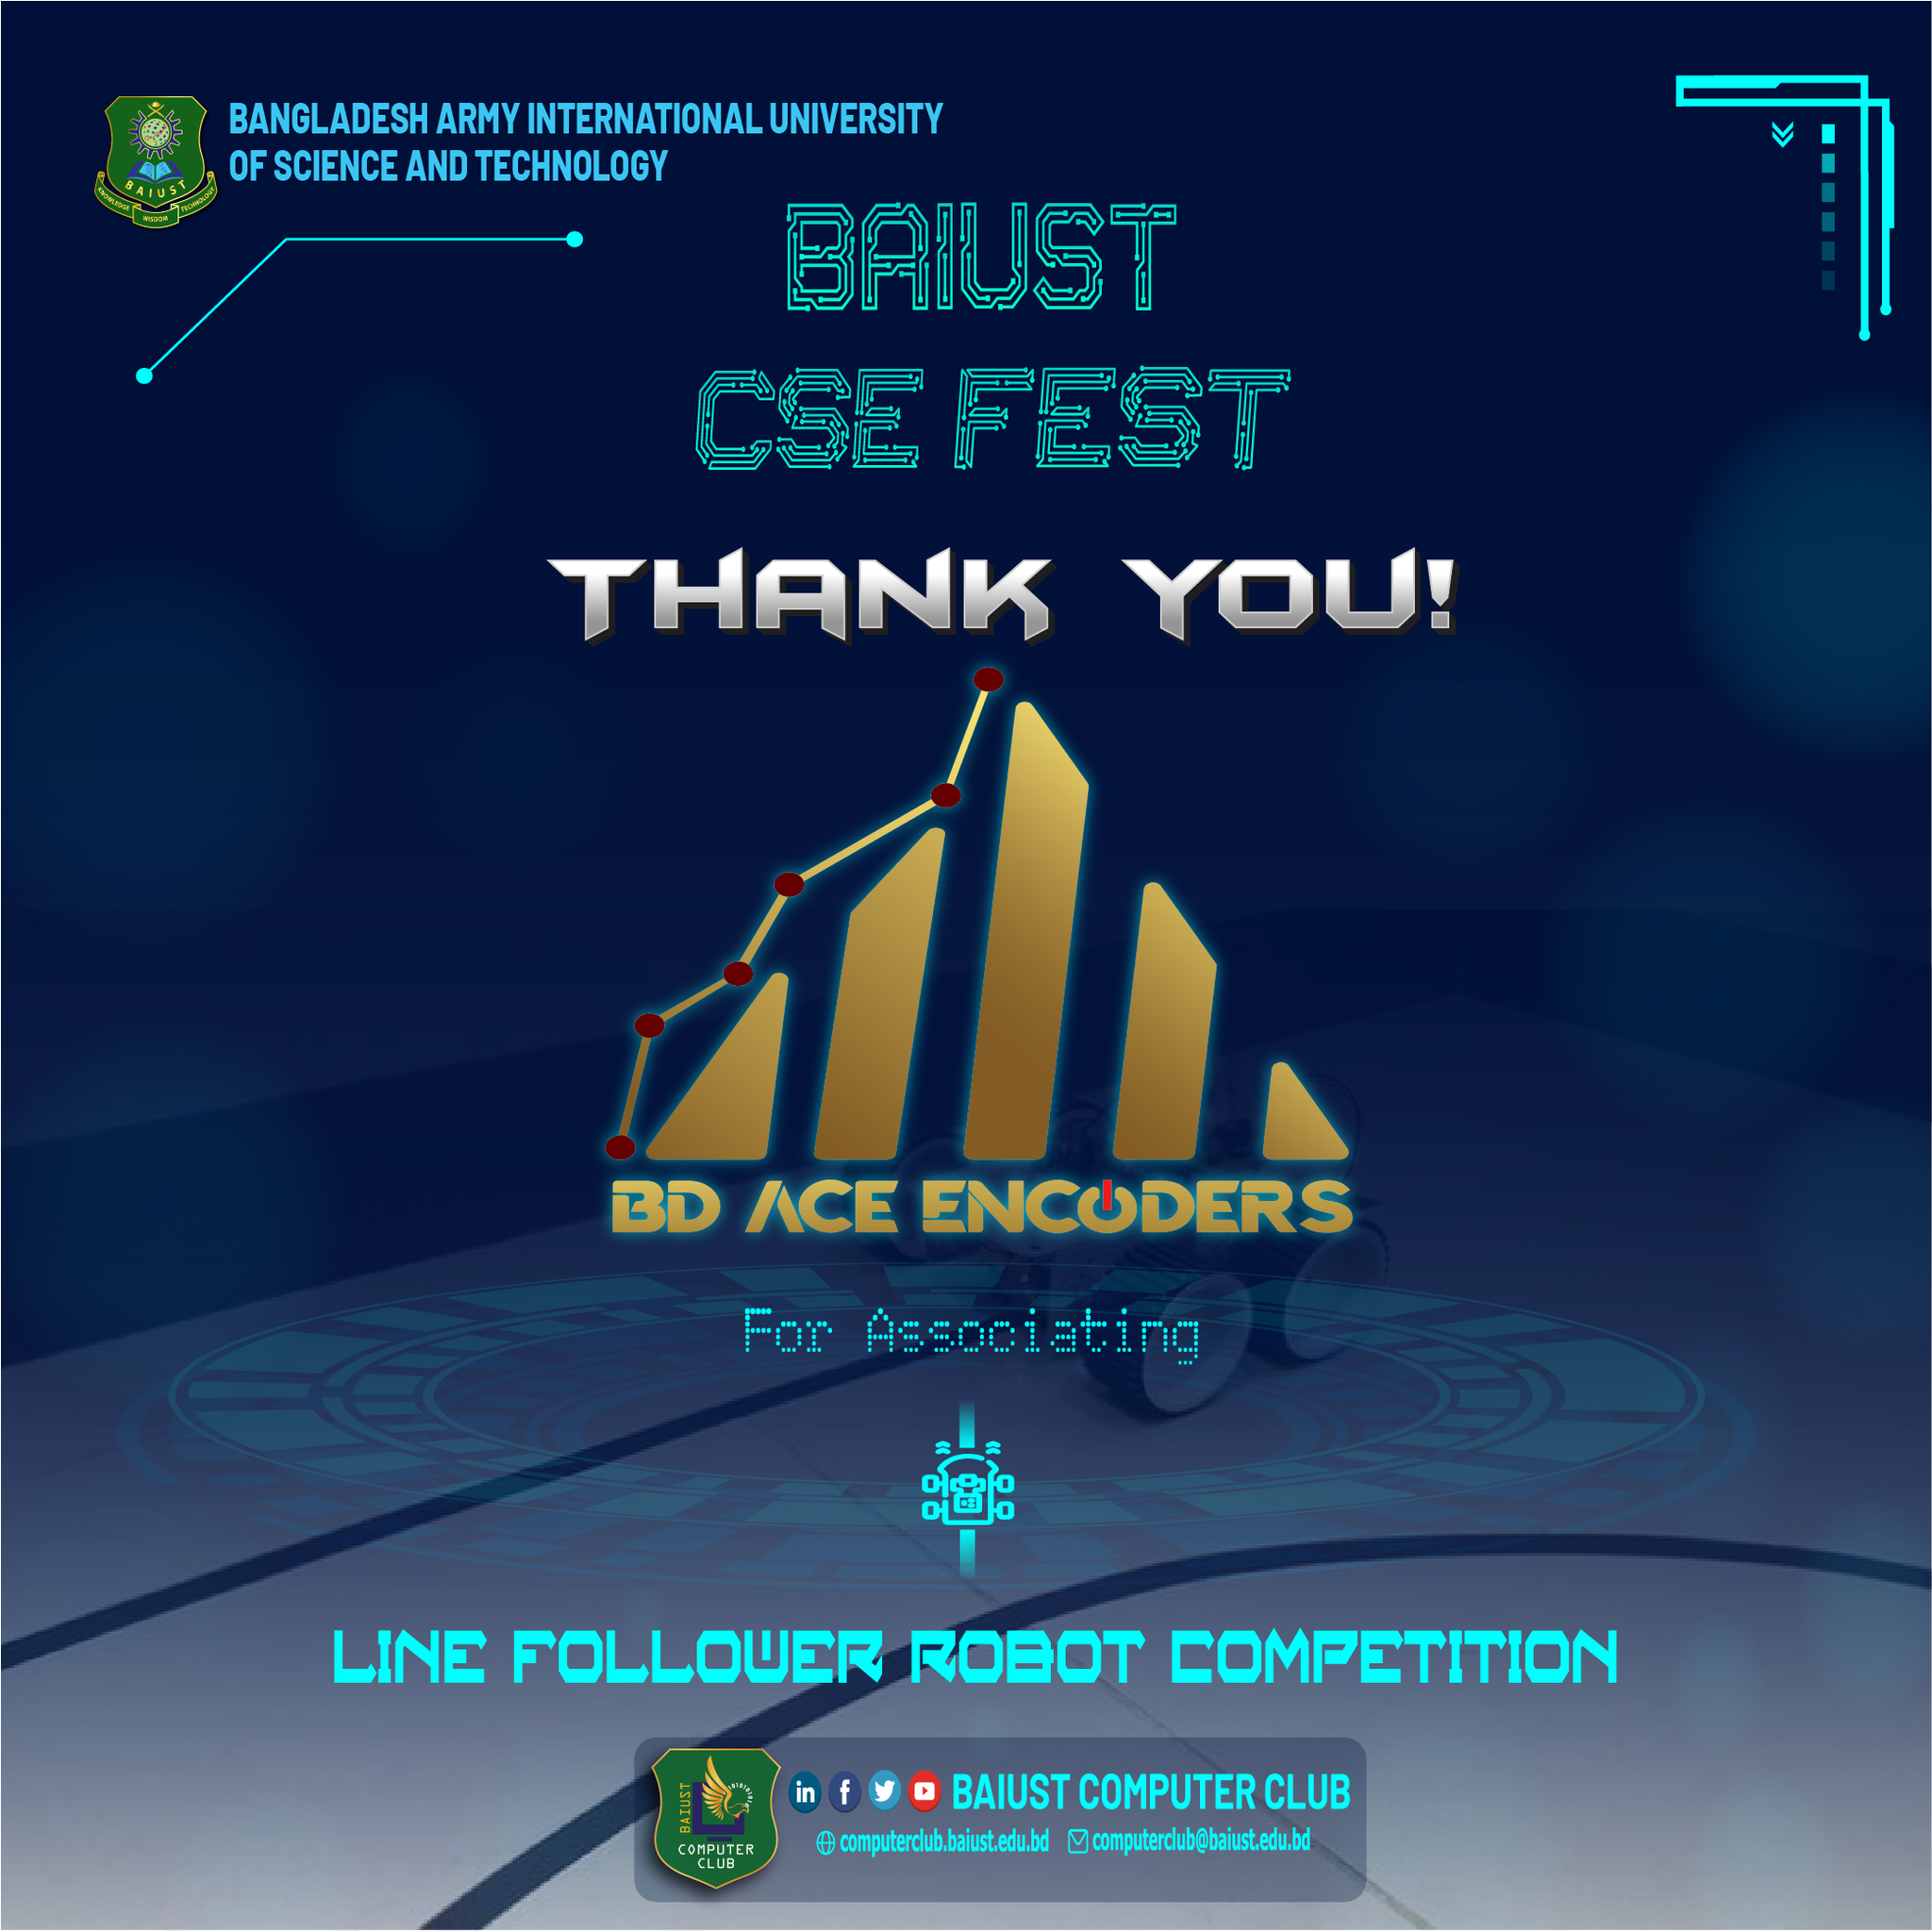 BANGLADESH ARMY INTERNATIONAL UNIVERSITY
OF SCIENCE AND TECHNOLOGY
BAIUST
KNOWLEDGE WISDOM TECHNOLOGY
BAIUST
CSE FEST
THANK YOU!
BD ACE ENCODERS
For Associating
LINE FOLLOWER ROBOT COMPETITION
BAIUST
COMPUTER
CLUB
BAIUST COMPUTER CLUB
computerclub.baiust.edu.bd computerclub@baiust.edu.bd